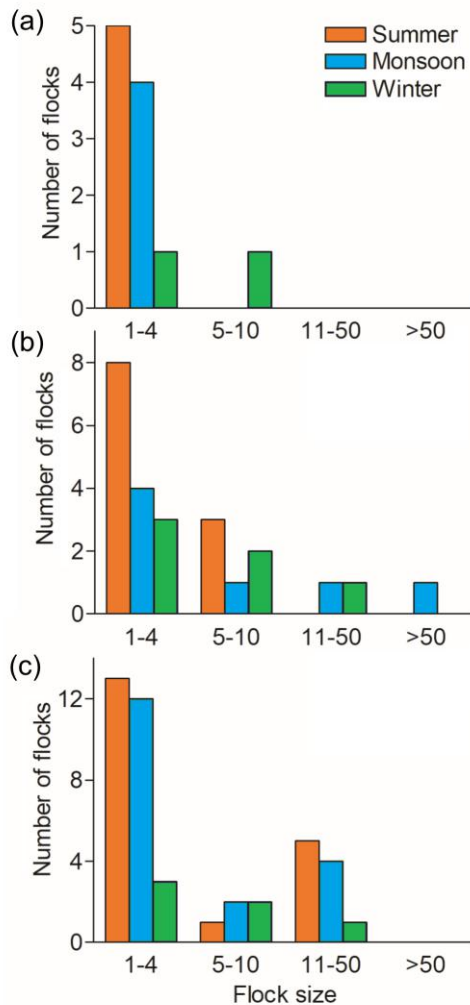 (a)
Number of flocks
5
4
3
2
1
0
Summer
Monsoon
Winter
1-4 5-10 11-50 >50
(b)
Number of flocks
8
6
4
2
0
1-4 5-10 11-50 >50
(c)
Number of flocks
12
8
4
0
1-4 5-10 11-50 >50
Flock size